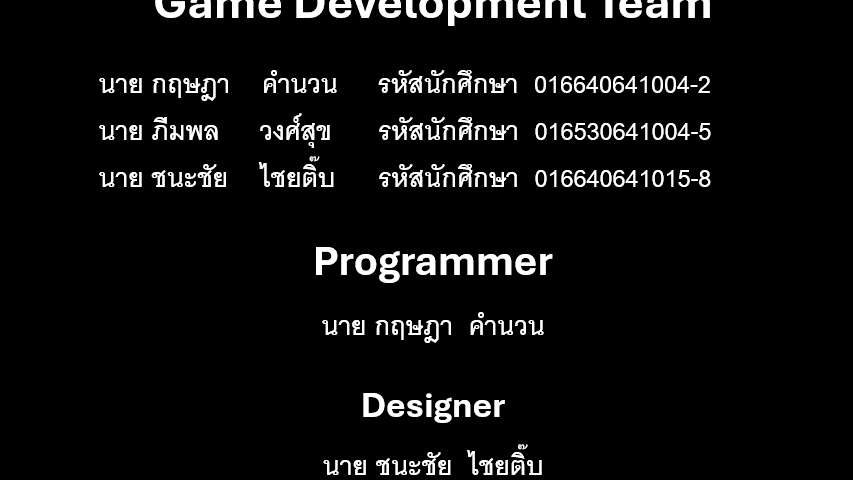 Game Development Team
นาย กฤษฎา คำนวน รหัสนักศึกษา 016640641004-2
นาย ภีมพล วงศ์สุข รหัสนักศึกษา 016530641004-5
นาย ชนะชัย ไชยติ๊บ รหัสนักศึกษา 016640641015-8
Programmer
นาย กฤษฎา คำนวน
Designer
นาย ชนะชัย ไชยติ๊บ